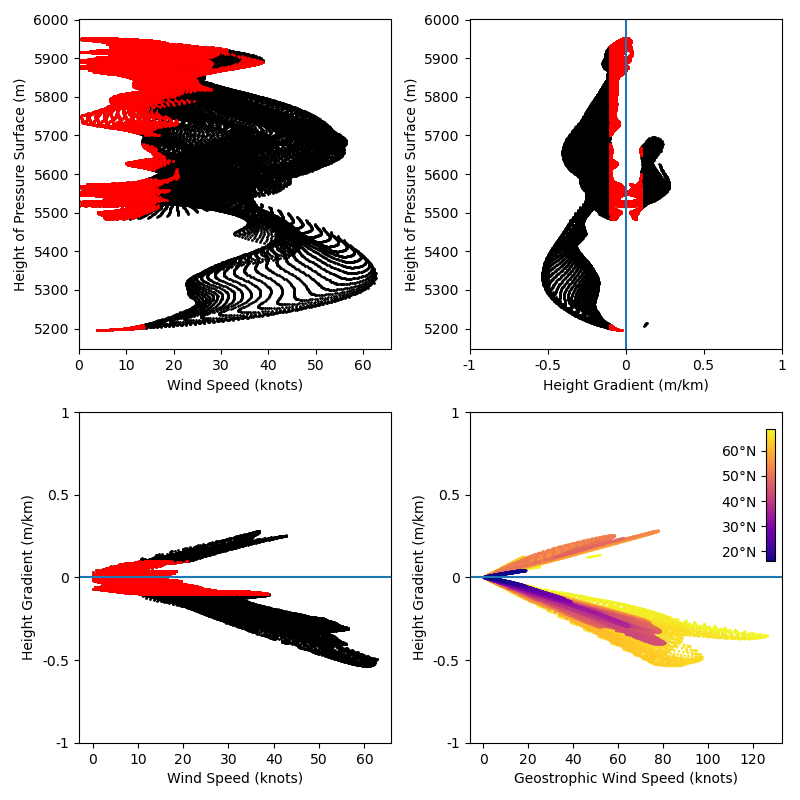 6000
5900
5800
5700
5600
5500
5400
5300
5200
Height of Pressure Surface (m)
0 10 20 30 40 50 60
Wind Speed (knots)
6000
5900
5800
5700
5600
5500
5400
5300
5200
Height of Pressure Surface (m)
-1 -0.5 0 0.5 1
Height Gradient (m/km)
1
0.5
0
-0.5
-1
Height Gradient (m/km)
0 10 20 30 40 50 60
Wind Speed (knots)
1
0.5
0
-0.5
-1
Height Gradient (m/km)
60°N
50°N
40°N
30°N
20°N
0 20 40 60 80 100 120
Geostrophic Wind Speed (knots)